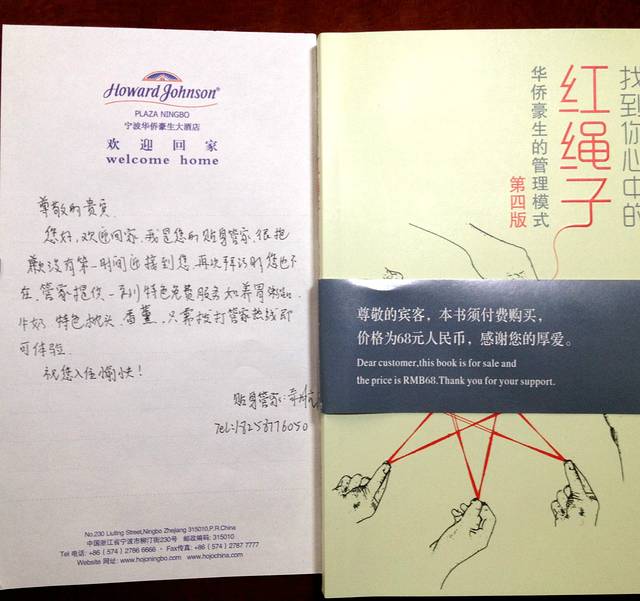 Howard Johnson®
PLAZA NINGBO
宁波华侨豪生大酒店
欢迎回家
welcome home
尊敬的贵宾
您好,欢迎回家.我是您的贴身管家,很抱
歉没有第一时间迎接到您.再次拜访时您也不
在.管家提供一系列特色免费服务如养胃
牛奶 特色枕头、香薰,只需拨打管家热线即
可体验.
祝您入住愉快!
贴身管家:
Tel:18258776050
No.230 Liuting Street,Ningbo Zhejiang 315010,P.R.China
中国浙江省宁波市柳汀街230号 邮政编码: 315010
Tel 电话: +86 (574) 2786 6666 · Fax传真: +86 (574) 2787 7777
Website 网址: www.hojoningbo.com www.hojochina.com
找到你心中的
红绳子
华侨豪生的管理模式
第四版
尊敬的宾客,本书须付费购买,
价格为68元人民币,感谢您的厚爱。
Dear customer,this book is for sale and
the price is RMB68.Thank you for your support.